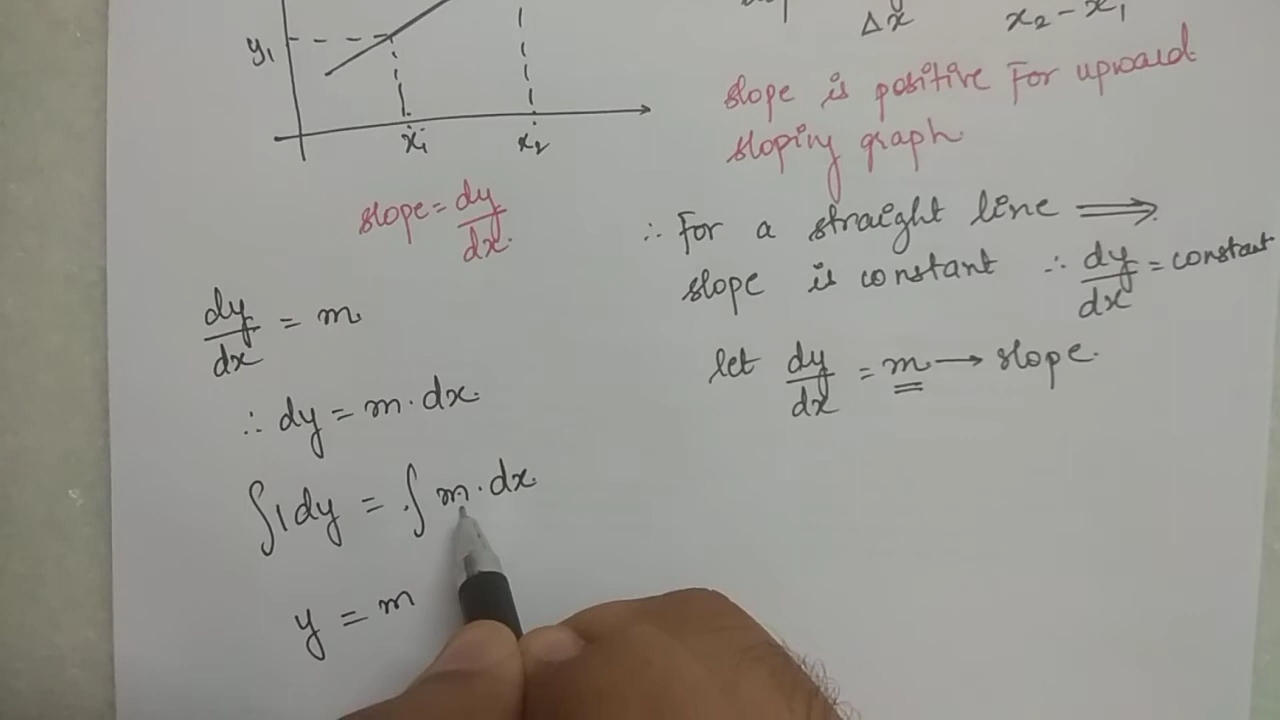 y₁
x₁ x₂
slope = dy/dx.
dy/dx = m.
∴ dy = m. dx.
∫1 dy = ∫m. dx.
y = m
Δx x₂ - x₁
slope is positive For upward
sloping graph.
∴ For a straight line ⟹
slope is constant ∴ dy/dx = constant
let dy/dx = m → slope.